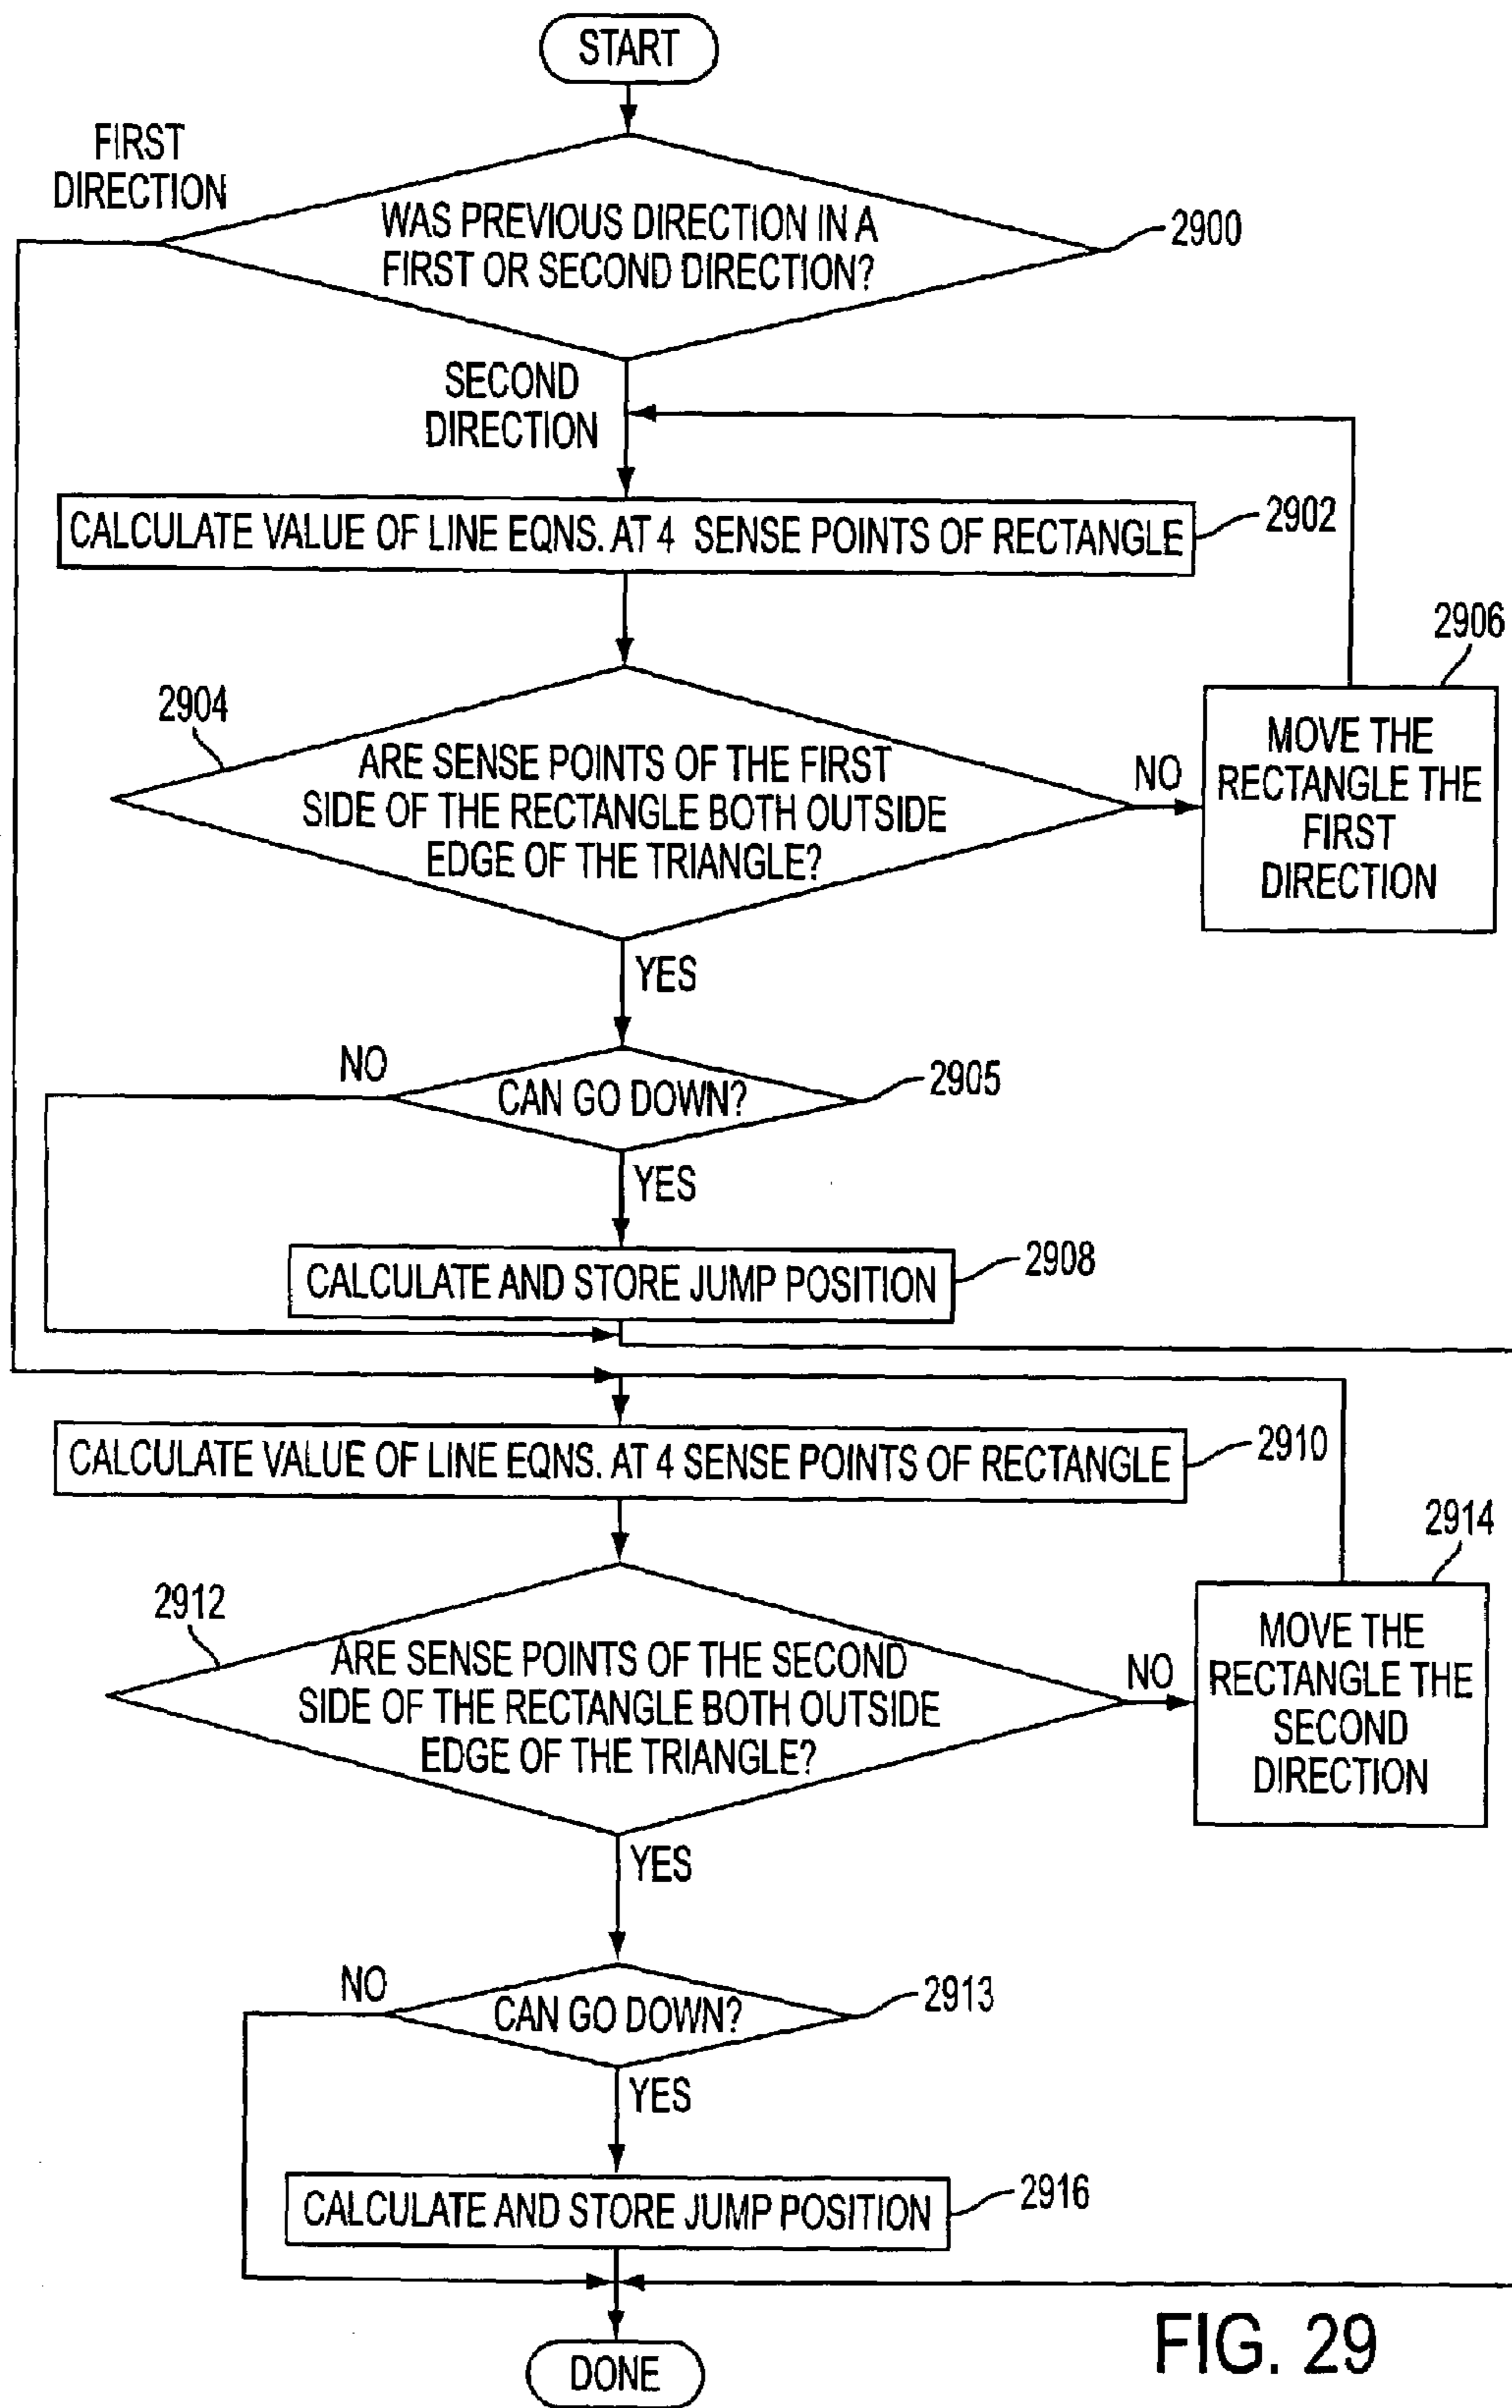 START
FIRST
DIRECTION
WAS PREVIOUS DIRECTION IN A
FIRST OR SECOND DIRECTION?
2900
SECOND
DIRECTION
CALCULATE VALUE OF LINE EQNS. AT 4 SENSE POINTS OF RECTANGLE
2902
2906
2904
ARE SENSE POINTS OF THE FIRST
SIDE OF THE RECTANGLE BOTH OUTSIDE
EDGE OF THE TRIANGLE?
NO
MOVE THE
RECTANGLE THE
FIRST
DIRECTION
YES
NO
CAN GO DOWN?
2905
YES
CALCULATE AND STORE JUMP POSITION
2908
CALCULATE VALUE OF LINE EQNS. AT 4 SENSE POINTS OF RECTANGLE
2910
2914
2912
ARE SENSE POINTS OF THE SECOND
SIDE OF THE RECTANGLE BOTH OUTSIDE
EDGE OF THE TRIANGLE?
NO
MOVE THE
RECTANGLE THE
SECOND
DIRECTION
YES
NO
CAN GO DOWN?
2913
YES
CALCULATE AND STORE JUMP POSITION
2916
DONE
FIG. 29